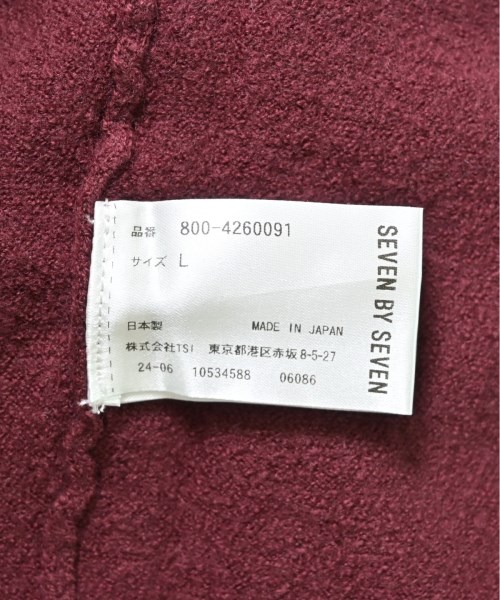 品番 800-4260091
サイズ L
日本製 MADE IN JAPAN
株式会社TSI 東京都港区赤坂8-5-27
24-06 10534588 06086
SEVEN BY SEVEN